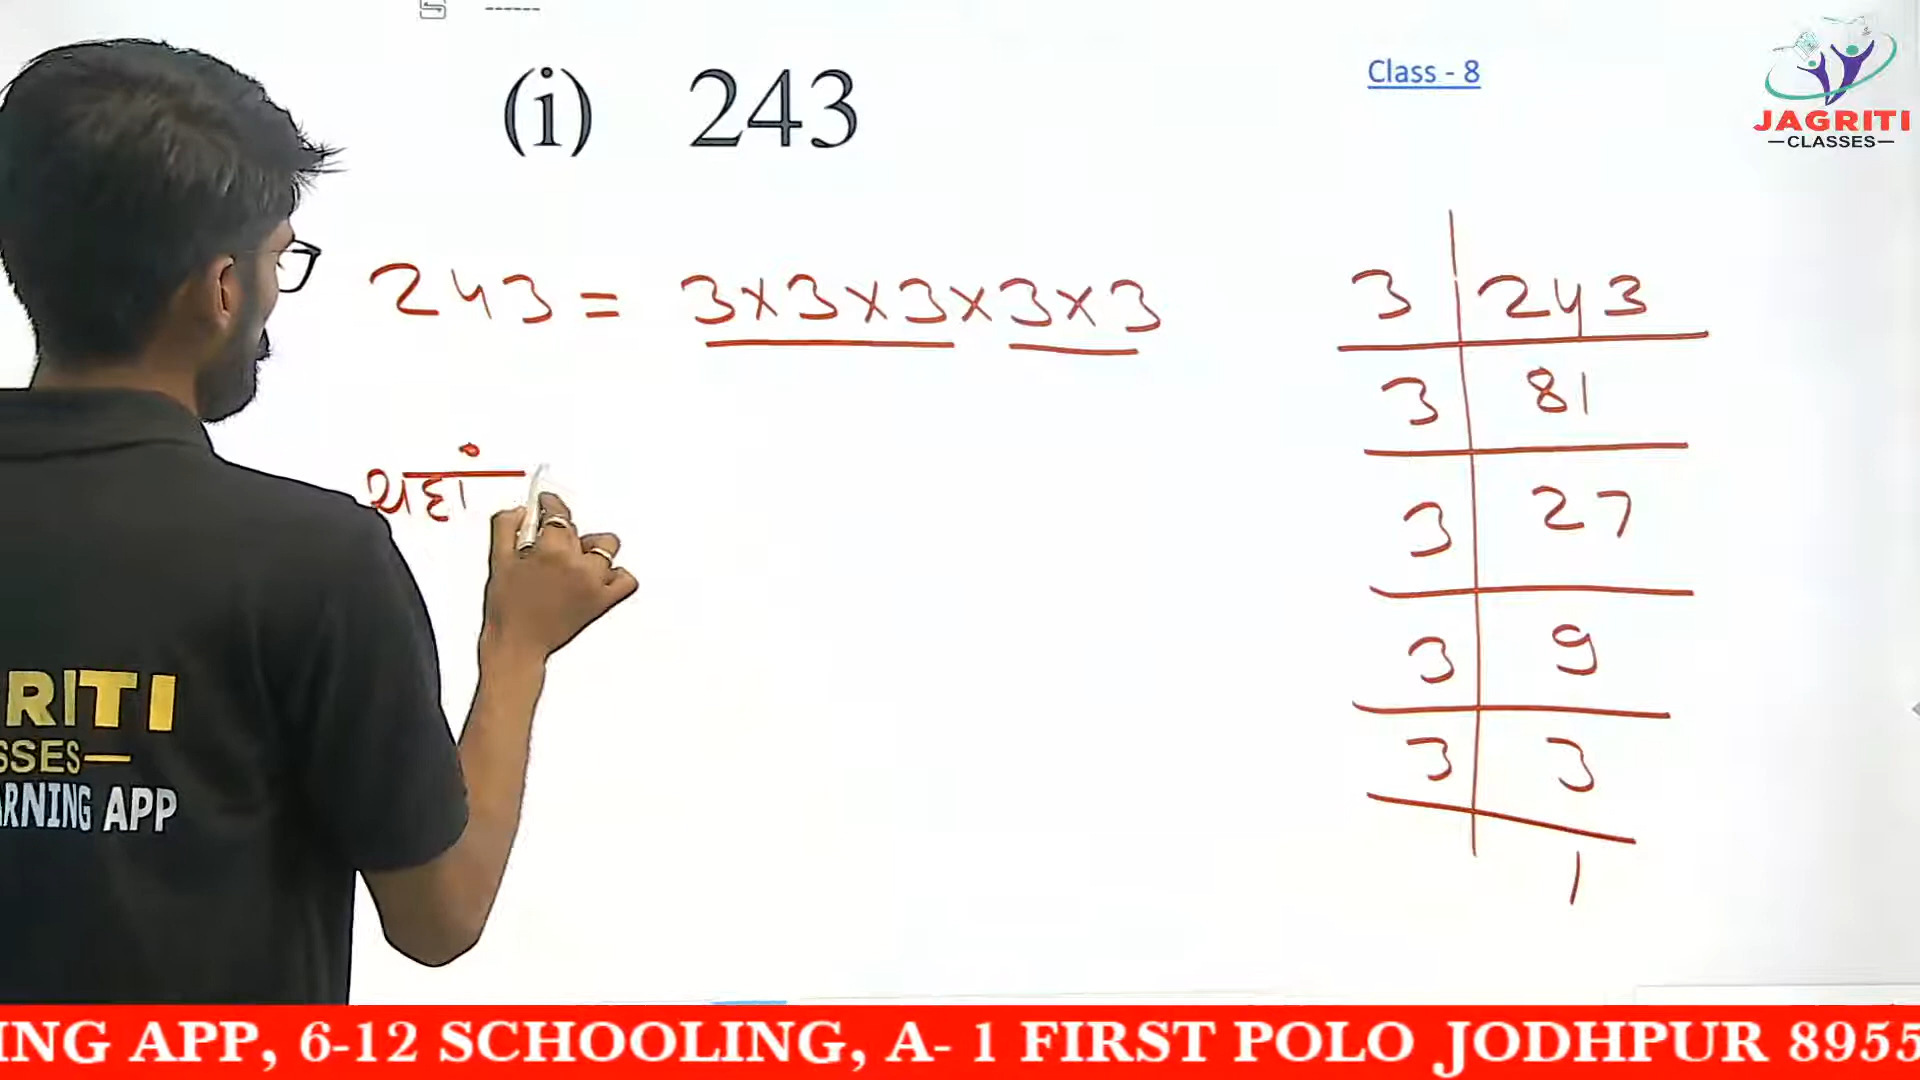 (i) 243
Class - 8
JAGRITI
—CLASSES—
243 = 3×3×3×3×3
3 | 243
3 | 81
3 | 27
3 | 9
3 | 3
1
यहां
RITI
SSES—
ARNING APP
ING APP, 6-12 SCHOOLING, A- 1 FIRST POLO JODHPUR 8955